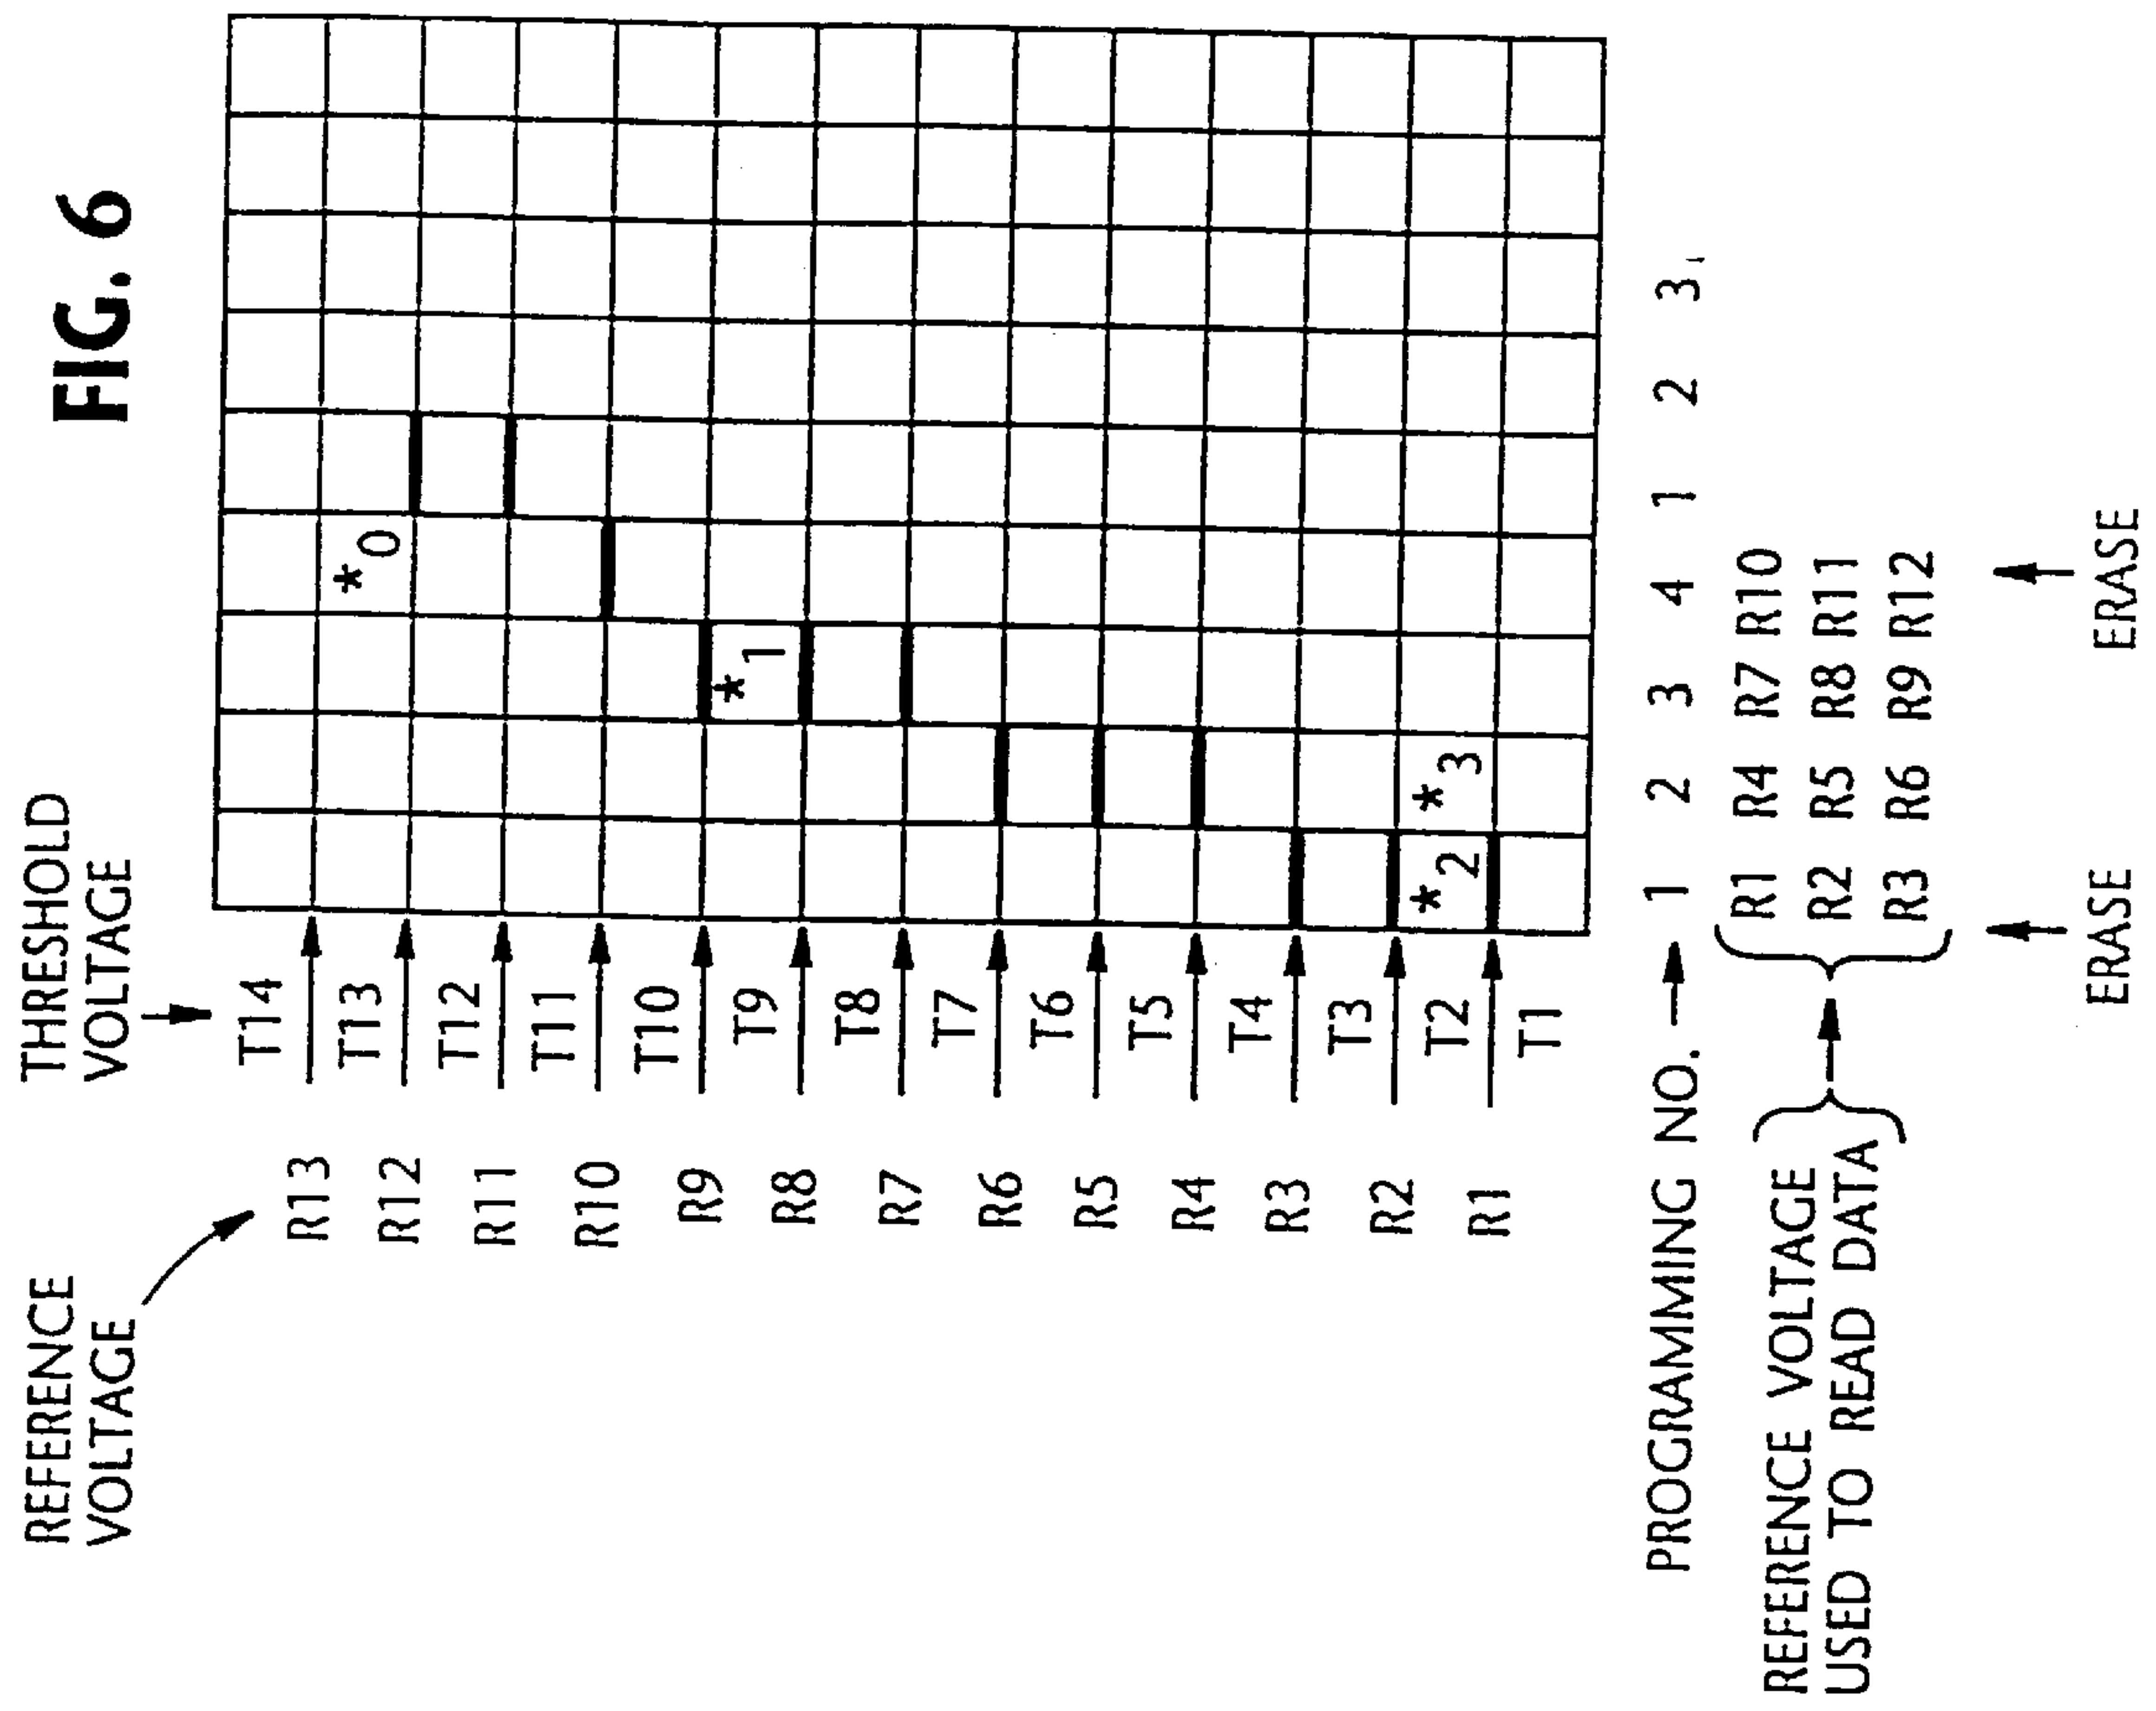 FIG. 6
REFERENCE
VOLTAGE
THRESHOLD
VOLTAGE
T14
R13
T13
*0
R12
T12
R11
T11
R10
T10
R9
T9
*1
R8
T8
R7
T7
R6
T6
R5
T5
R4
T4
R3
T3
R2
T2
*2 *3
R1
T1
PROGRAMMING NO. 1 2 3 4 1 2 3
REFERENCE VOLTAGE
USED TO READ DATA
R1 R4 R7 R10
R2 R5 R8 R11
R3 R6 R9 R12
ERASE
ERASE